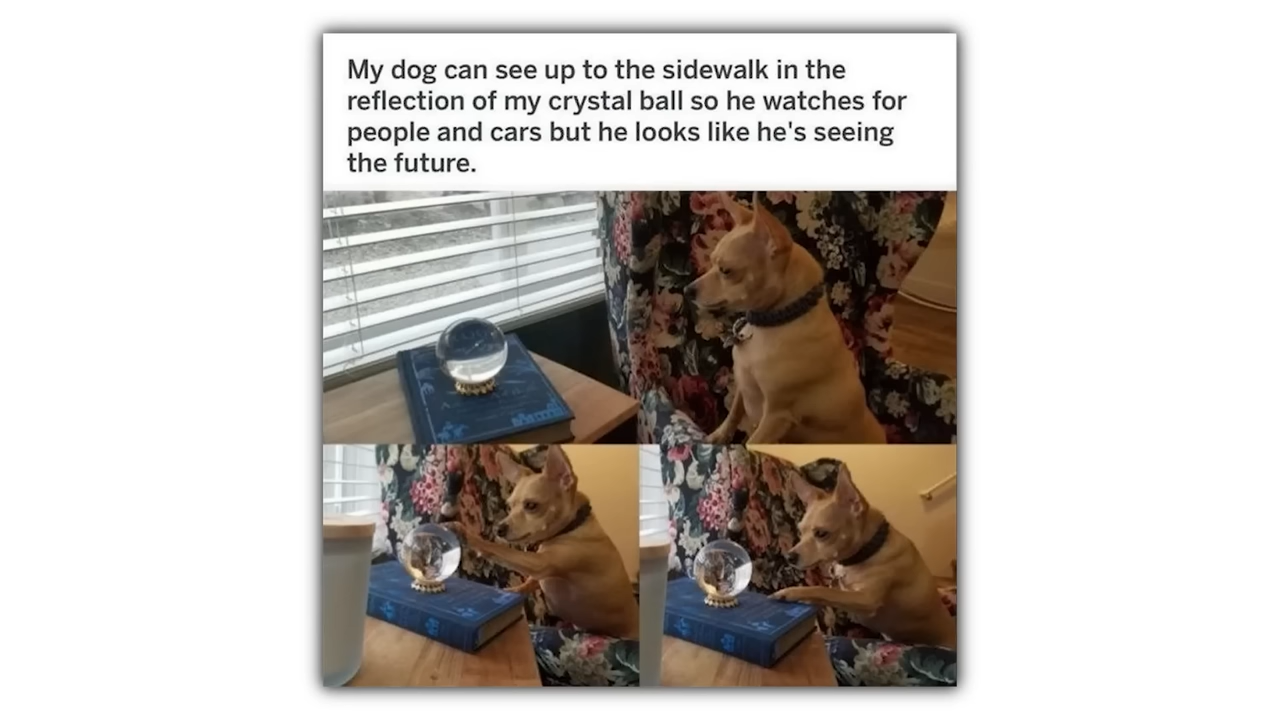 My dog can see up to the sidewalk in the
reflection of my crystal ball so he watches for
people and cars but he looks like he's seeing
the future.